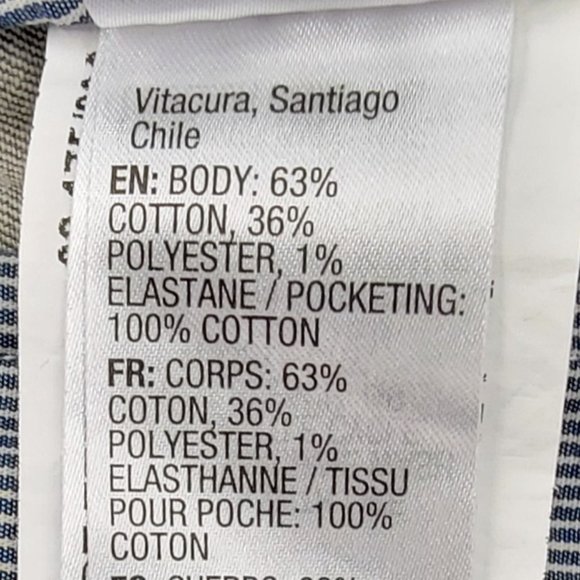 Vitacura, Santiago
Chile
EN: BODY: 63%
COTTON, 36%
POLYESTER, 1%
ELASTANE / POCKETING:
100% COTTON
FR: CORPS: 63%
COTON, 36%
POLYESTER, 1%
ELASTHANNE / TISSU
POUR POCHE: 100%
COTON